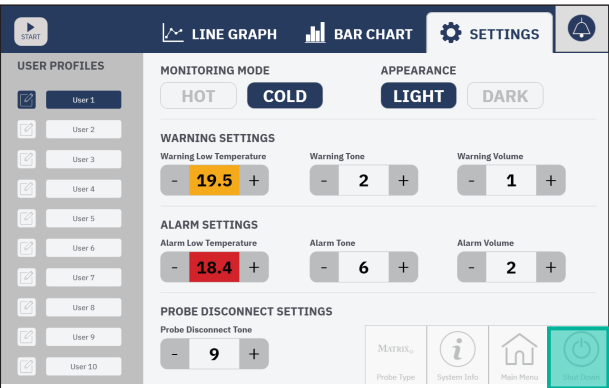 START
LINE GRAPH
BAR CHART
SETTINGS
USER PROFILES
User 1
User 2
User 3
User 4
User 5
User 6
User 7
User 8
User 9
User 10
MONITORING MODE
HOT
COLD
APPEARANCE
LIGHT
DARK
WARNING SETTINGS
Warning Low Temperature
- 19.5 +
Warning Tone
- 2 +
Warning Volume
- 1 +
ALARM SETTINGS
Alarm Low Temperature
- 18.4 +
Alarm Tone
- 6 +
Alarm Volume
- 2 +
PROBE DISCONNECT SETTINGS
Probe Disconnect Tone
- 9 +
MATRIX
Probe Type
System Info
Main Menu
Shut Down